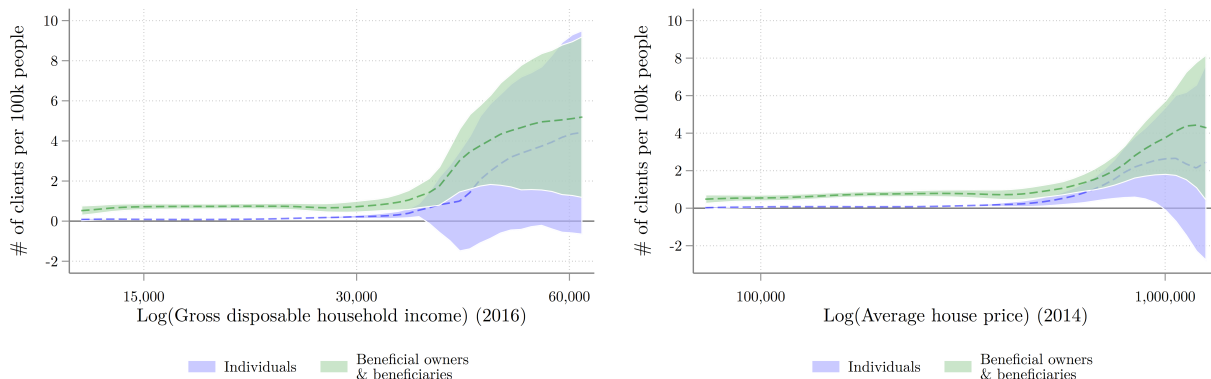 # of clients per 100k people
10
8
6
4
2
0
-2
15,000
30,000
60,000
Log(Gross disposable household income) (2016)
Individuals
Beneficial owners
& beneficiaries
# of clients per 100k people
10
8
6
4
2
0
-2
100,000
1,000,000
Log(Average house price) (2014)
Individuals
Beneficial owners
& beneficiaries